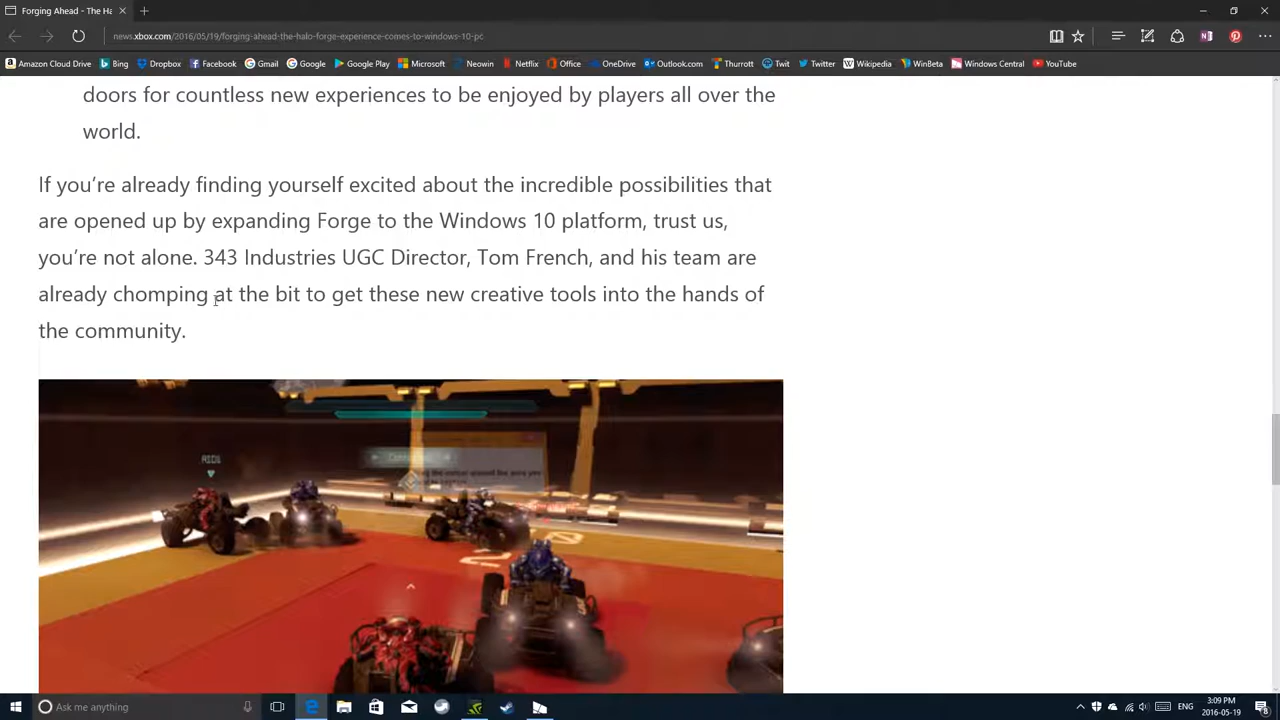 Forging Ahead - The Ha
news.xbox.com/2016/05/19/forging-ahead-the-halo-forge-experience-comes-to-windows-10-pc
Amazon Cloud Drive Bing Dropbox Facebook Gmail Google Google Play Microsoft Neowin Netflix Office OneDrive Outlook.com Thurrott Twit Twitter Wikipedia WinBeta Windows Central YouTube
doors for countless new experiences to be enjoyed by players all over the
world.
If you’re already finding yourself excited about the incredible possibilities that
are opened up by expanding Forge to the Windows 10 platform, trust us,
you’re not alone. 343 Industries UGC Director, Tom French, and his team are
already chomping at the bit to get these new creative tools into the hands of
the community.
Ask me anything
ENG
3:09 PM
2016-05-19